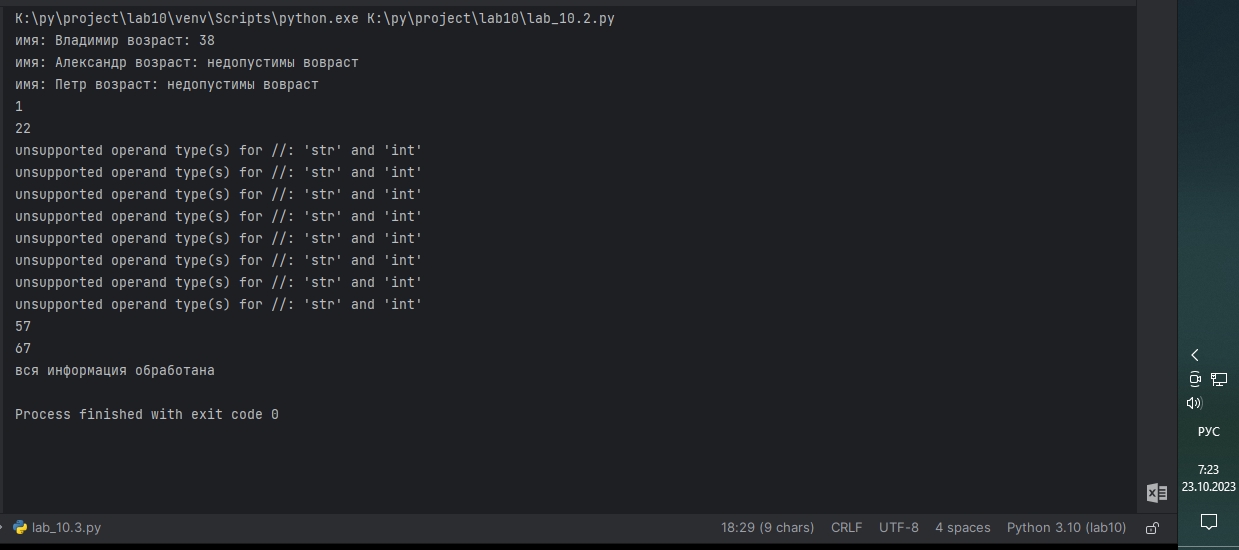 K:\py\project\lab10\venv\Scripts\python.exe K:\py\project\lab10\lab_10.2.py
имя: Владимир возраст: 38
имя: Александр возраст: недопустимы вовраст
имя: Петр возраст: недопустимы вовраст
1
22
unsupported operand type(s) for //: 'str' and 'int'
unsupported operand type(s) for //: 'str' and 'int'
unsupported operand type(s) for //: 'str' and 'int'
unsupported operand type(s) for //: 'str' and 'int'
unsupported operand type(s) for //: 'str' and 'int'
unsupported operand type(s) for //: 'str' and 'int'
unsupported operand type(s) for //: 'str' and 'int'
unsupported operand type(s) for //: 'str' and 'int'
57
67
вся информация обработана
Process finished with exit code 0
lab_10.3.py 18:29 (9 chars) CRLF UTF-8 4 spaces Python 3.10 (lab10)
РУС
7:23
23.10.2023